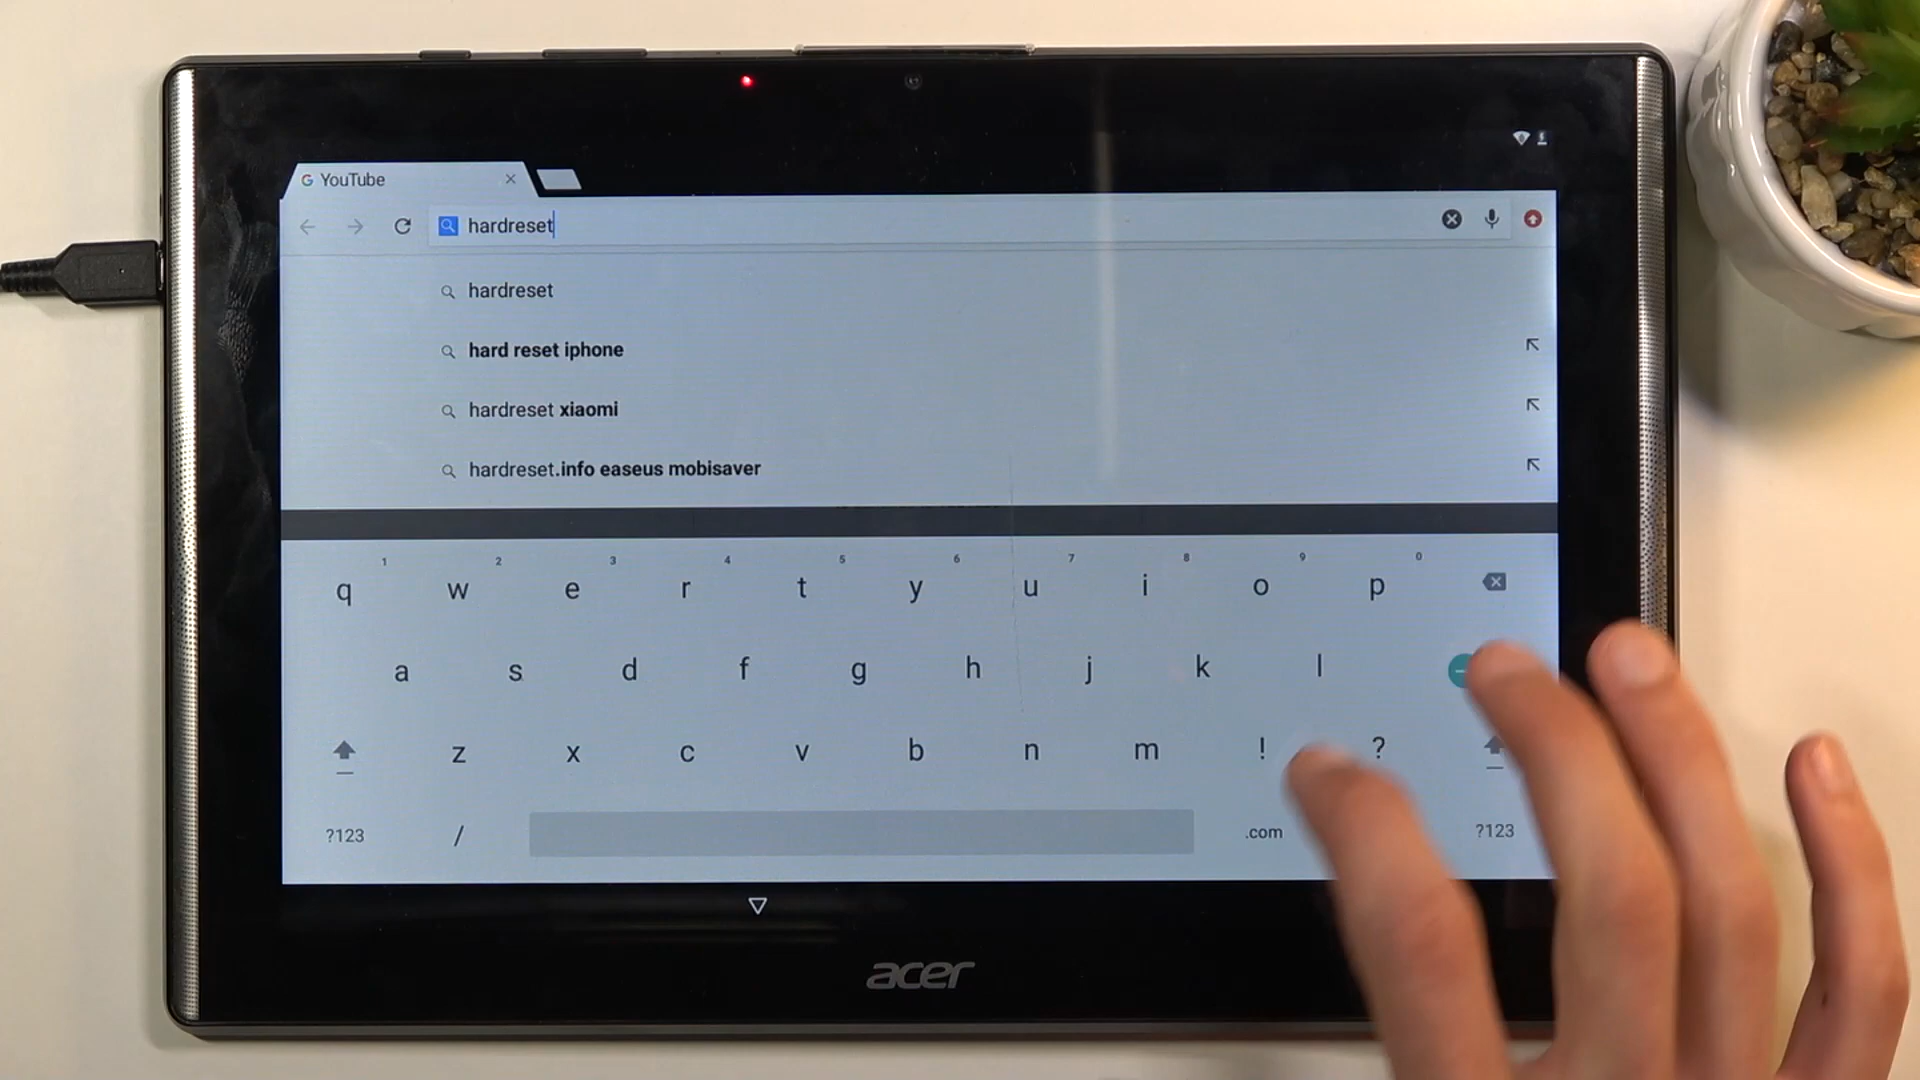 YouTube
hardreset
hardreset
hard reset iphone
hardreset xiaomi
hardreset.info easeus mobisaver
1 2 3 4 5 6 7 8 9 0
q w e r t y u i o p
a s d f g h j k l
z x c v b n m ! ?
?123 / .com ?123
acer